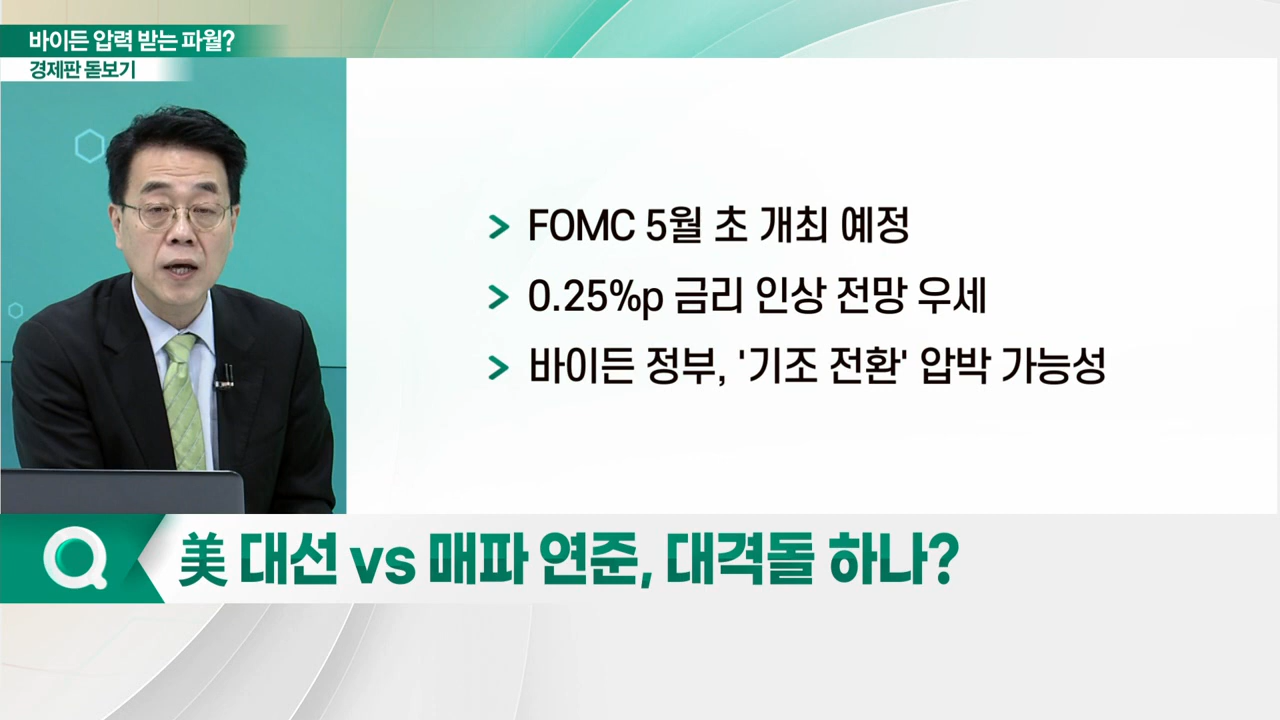 바이든 압력 받는 파월?
경제판 돋보기
> FOMC 5월 초 개최 예정
> 0.25%p 금리 인상 전망 우세
> 바이든 정부, '기조 전환' 압박 가능성
美 대선 vs 매파 연준, 대격돌 하나?